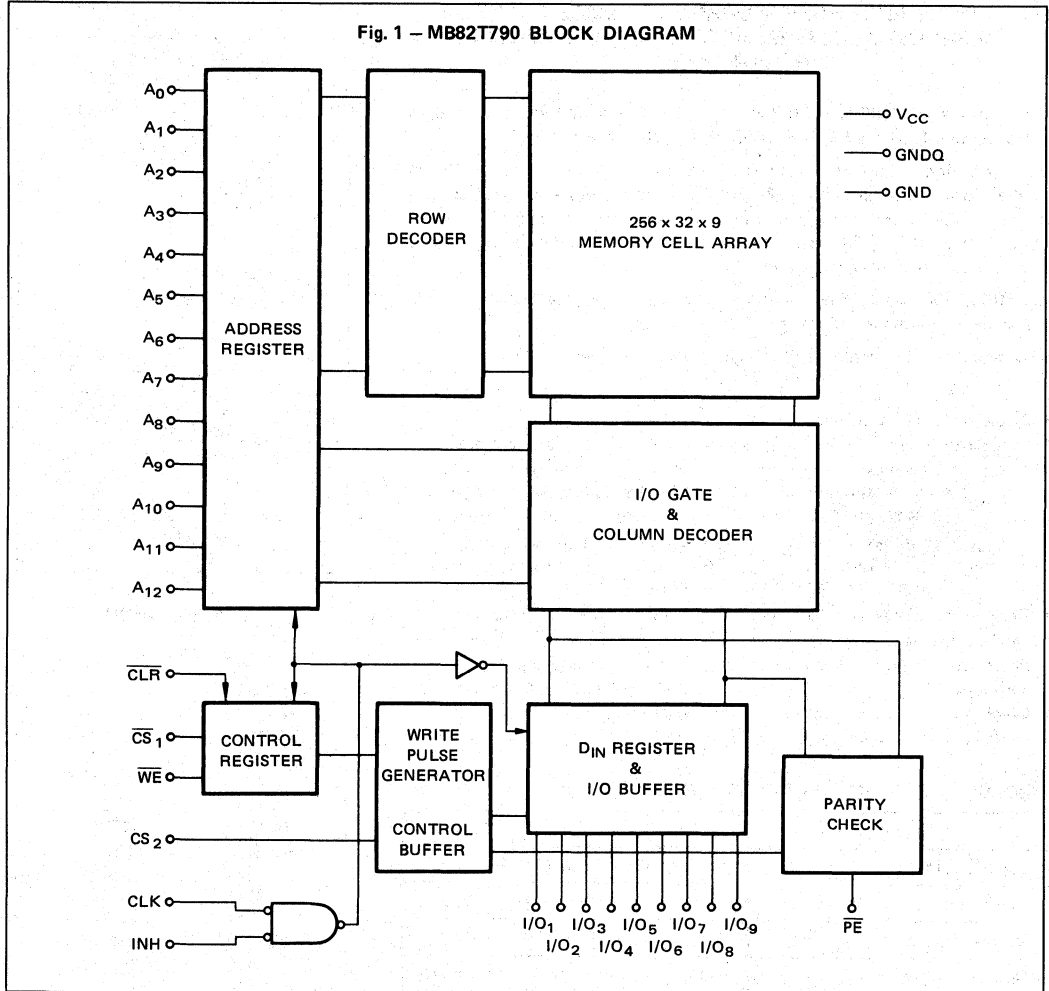 Fig. 1 – MB82T790 BLOCK DIAGRAM
A0
A1
A2
A3
A4
A5
A6
A7
A8
A9
A10
A11
A12
ADDRESS
REGISTER
ROW
DECODER
256 x 32 x 9
MEMORY CELL ARRAY
VCC
GNDQ
GND
I/O GATE
&
COLUMN DECODER
CLR
CS1
WE
CS2
CLK
INH
CONTROL
REGISTER
WRITE
PULSE
GENERATOR
CONTROL
BUFFER
DIN REGISTER
&
I/O BUFFER
PARITY
CHECK
I/O1
I/O2
I/O3
I/O4
I/O5
I/O6
I/O7
I/O8
I/O9
PE